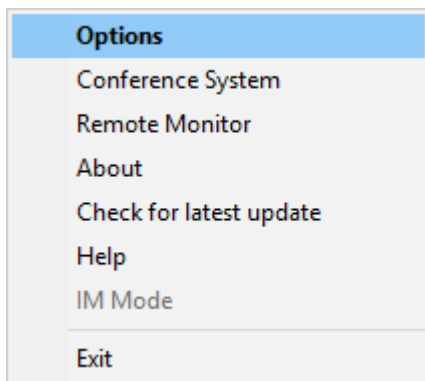 Options
Conference System
Remote Monitor
About
Check for latest update
Help
IM Mode
Exit